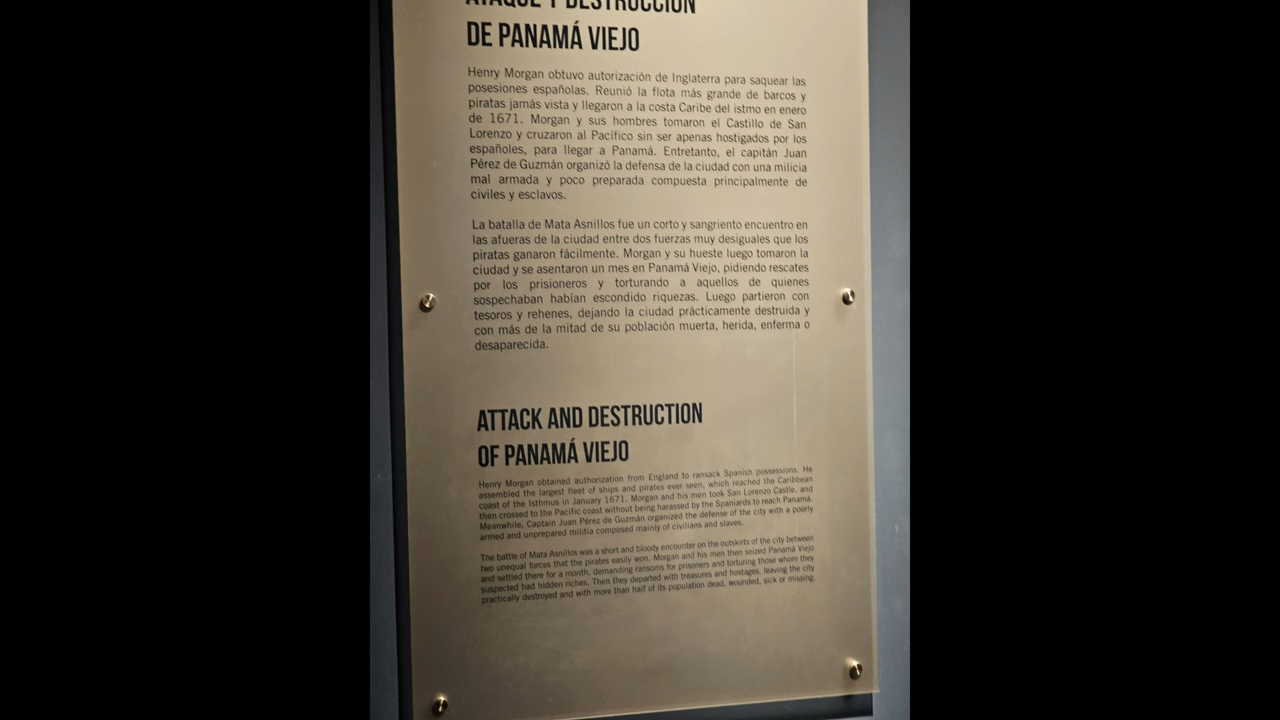 ATAQUE Y DESTRUCCIÓN
DE PANAMÁ VIEJO
Henry Morgan obtuvo autorización de Inglaterra para saquear las
posesiones españolas. Reunió la flota más grande de barcos y
piratas jamás vista y llegaron a la costa Caribe del istmo en enero
de 1671. Morgan y sus hombres tomaron el Castillo de San
Lorenzo y cruzaron al Pacífico sin ser apenas hostigados por los
españoles, para llegar a Panamá. Entretanto, el capitán Juan
Pérez de Guzmán organizó la defensa de la ciudad con una milicia
mal armada y poco preparada compuesta principalmente de
civiles y esclavos.
La batalla de Mata Asnillos fue un corto y sangriento encuentro en
las afueras de la ciudad entre dos fuerzas muy desiguales que los
piratas ganaron fácilmente. Morgan y su hueste luego tomaron la
ciudad y se asentaron un mes en Panamá Viejo, pidiendo rescates
por los prisioneros y torturando a aquellos de quienes
sospechaban habían escondido riquezas. Luego partieron con
tesoros y rehenes, dejando la ciudad prácticamente destruida y
con más de la mitad de su población muerta, herida, enferma o
desaparecida.
ATTACK AND DESTRUCTION
OF PANAMÁ VIEJO
Henry Morgan obtained authorization from England to ransack Spanish possessions. He
assembled the largest fleet of ships and pirates ever seen, which reached the Caribbean
coast of the Isthmus in January 1671. Morgan and his men took San Lorenzo Castle, and
then crossed to the Pacific coast without being harassed by the Spaniards to reach Panamá.
Meanwhile, Captain Juan Pérez de Guzmán organized the defense of the city with a poorly
armed and unprepared militia composed mainly of civilians and slaves.
The battle of Mata Asnillos was a short and bloody encounter on the outskirts of the city between
two unequal forces that the pirates easily won. Morgan and his men then seized Panamá Viejo
and settled there for a month, demanding ransoms for prisoners and torturing those whom they
suspected had hidden riches. Then they departed with treasures and hostages, leaving the city
practically destroyed and with more than half of its population dead, wounded, sick or missing.